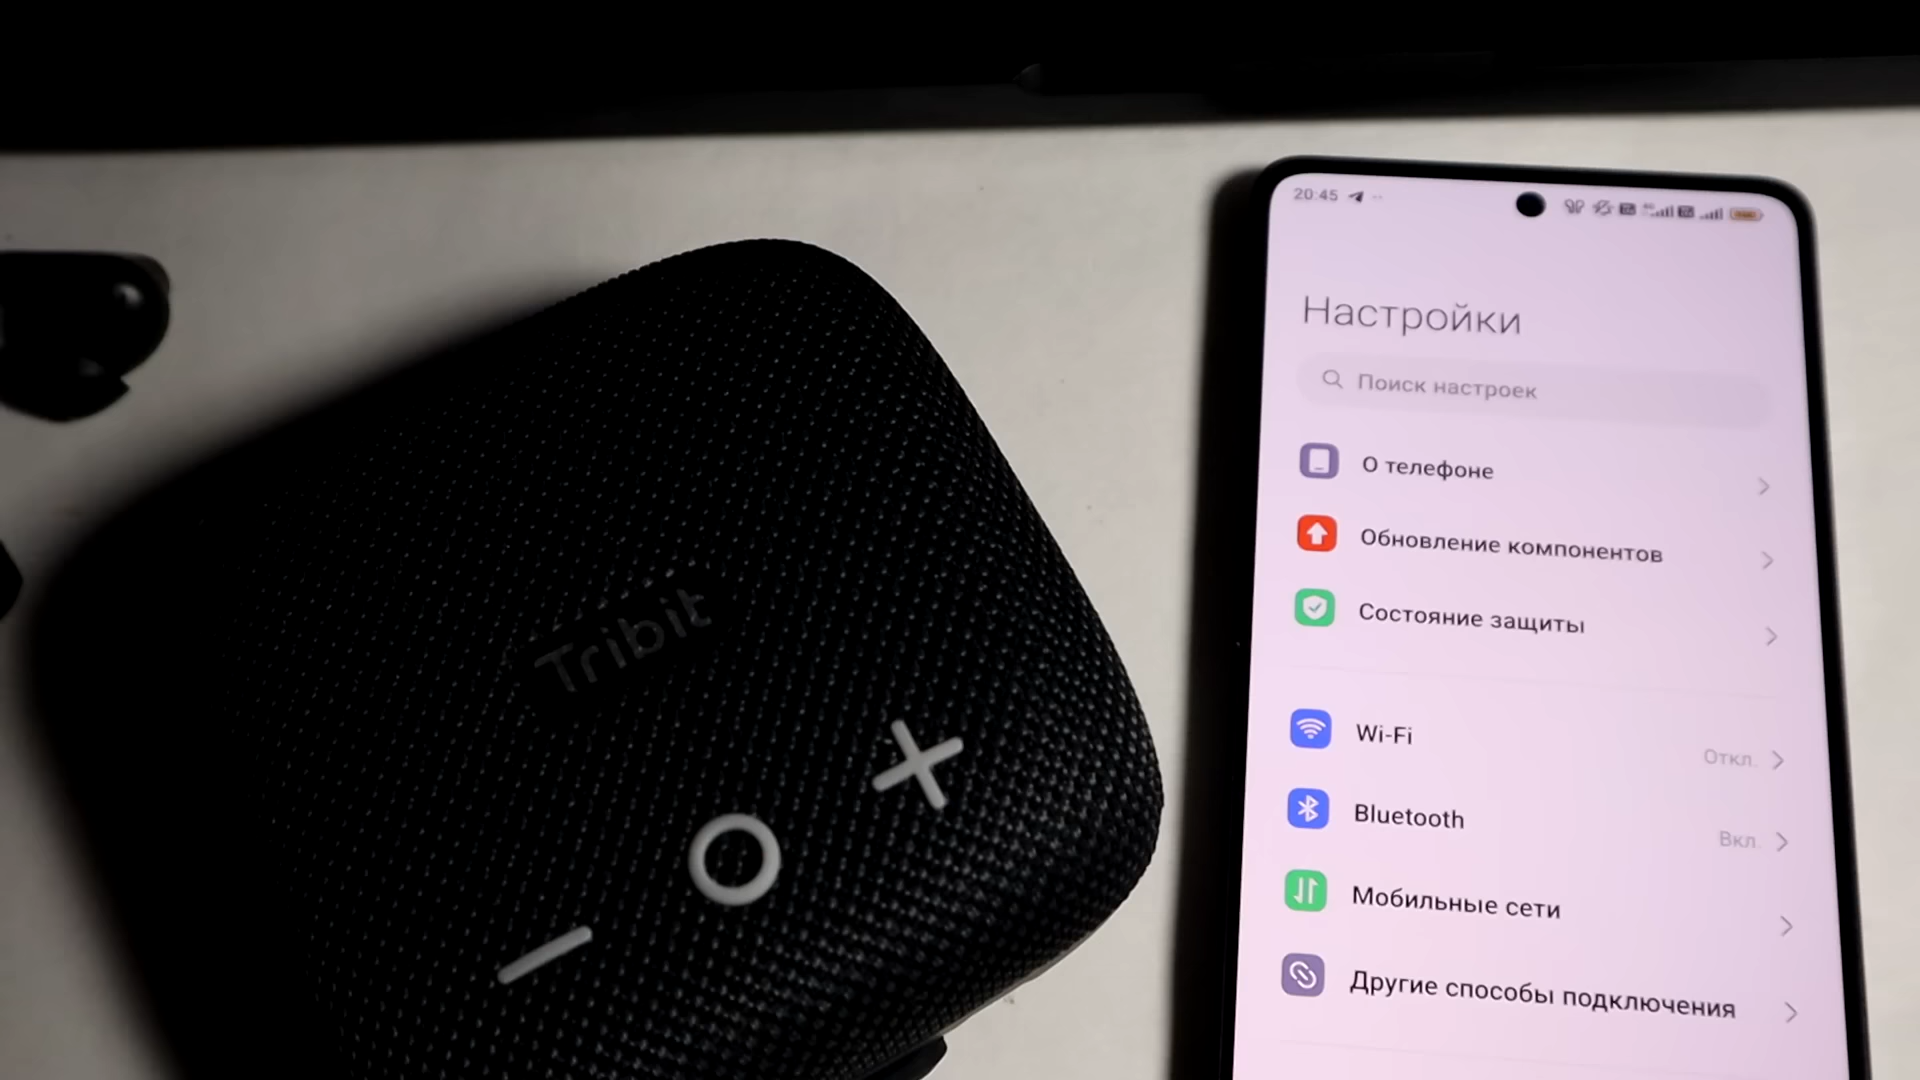 20:45
Настройки
Поиск настроек
О телефоне
Обновление компонентов
Состояние защиты
Wi-Fi
Откл.
Bluetooth
Вкл.
Мобильные сети
Другие способы подключения
Tribit